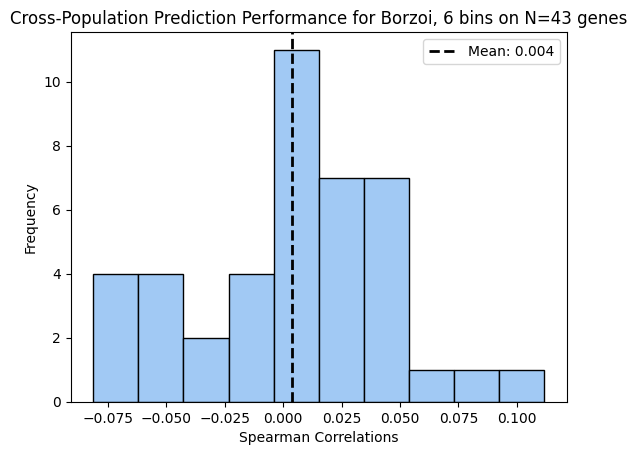 Cross-Population Prediction Performance for Borzoi, 6 bins on N=43 genes
Mean: 0.004
Frequency
10
8
6
4
2
0
−0.075 −0.050 −0.025 0.000 0.025 0.050 0.075 0.100
Spearman Correlations